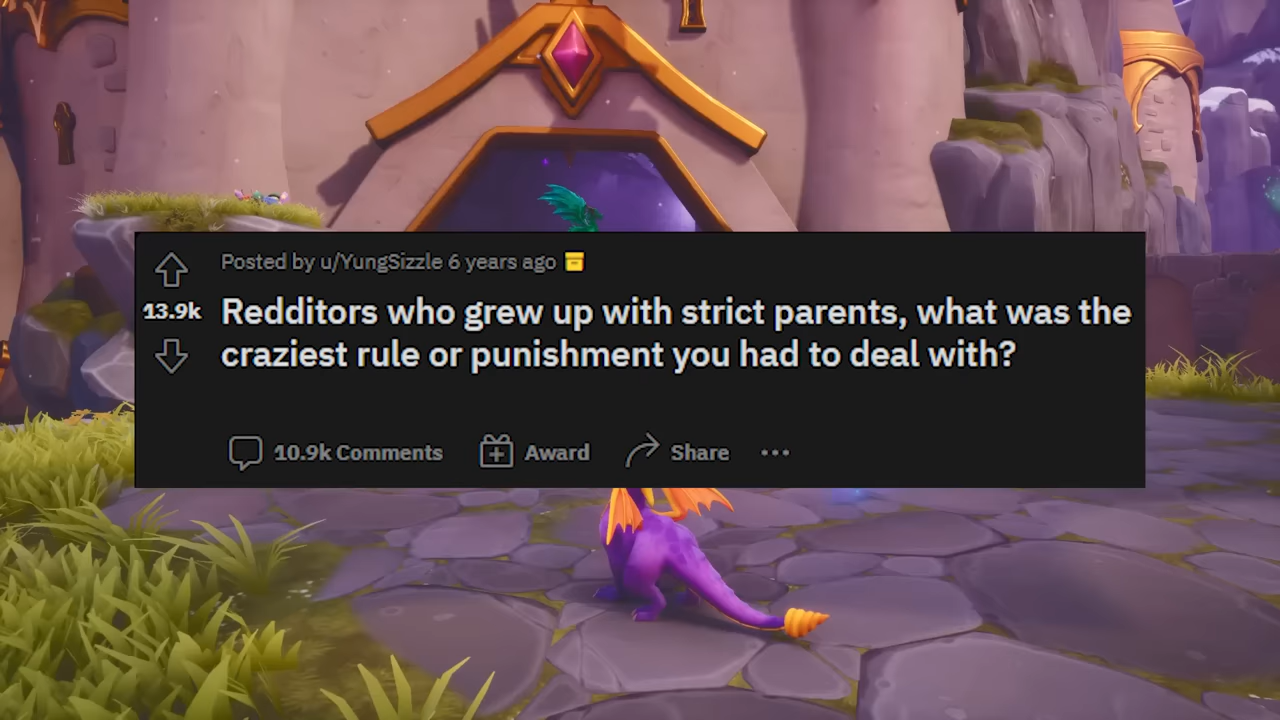 Posted by u/YungSizzle 6 years ago
13.9k
Redditors who grew up with strict parents, what was the
craziest rule or punishment you had to deal with?
10.9k Comments Award Share